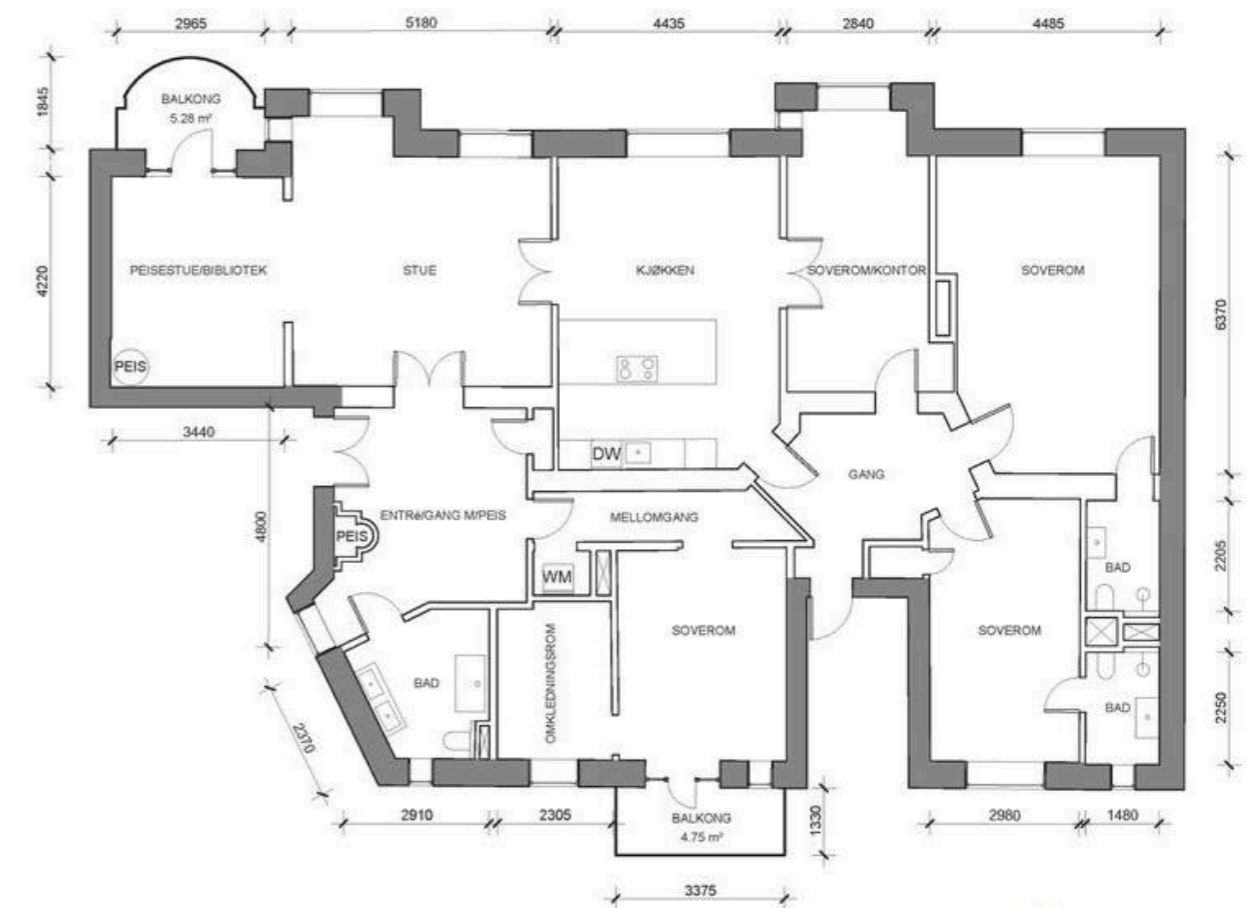 2965
5180
4435
2840
4485
1845
BALKONG
5.28 m²
4220
PEISESTUE/BIBLIOTEK
STUE
KJØKKEN
SOVEROM/KONTOR
SOVEROM
6370
PEIS
3440
DW
GANG
4800
ENTRé/GANG M/PEIS
MELLOMGANG
PEIS
WM
BAD
2205
SOVEROM
SOVEROM
OMKLEDNINGSROM
BAD
BAD
2250
2370
2910
2305
BALKONG
4.75 m²
1330
2980
1480
3375